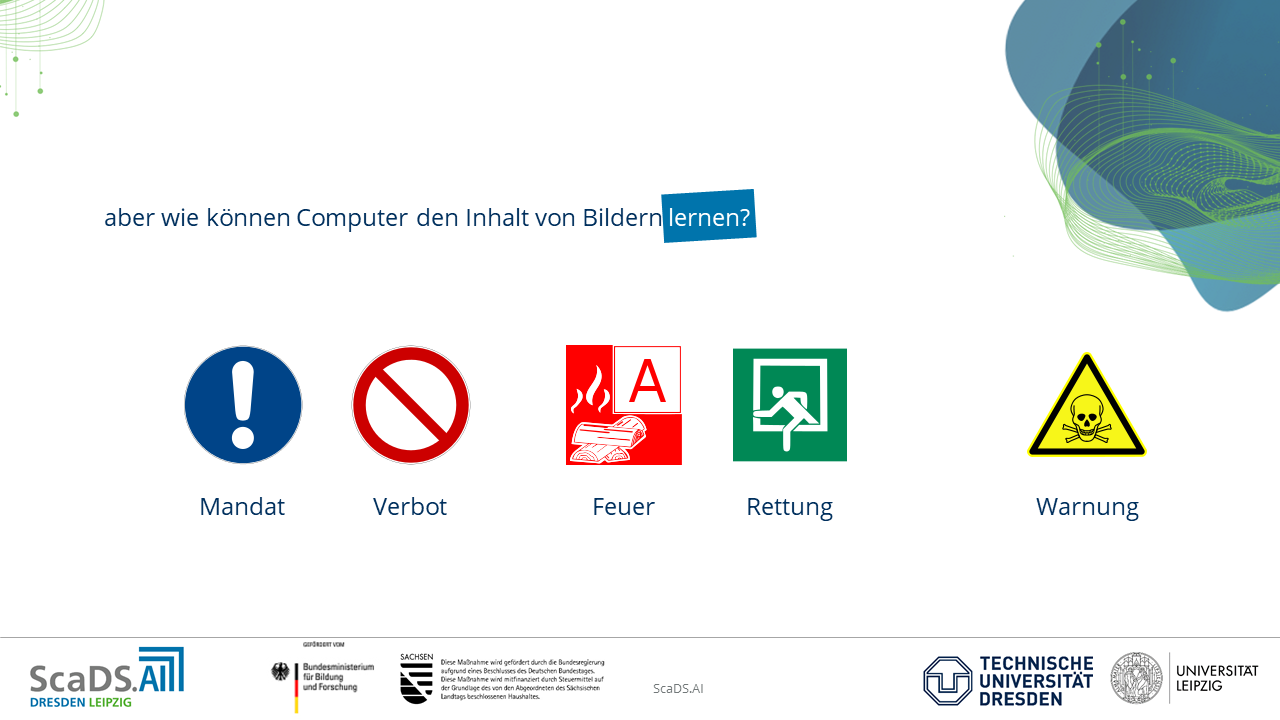 aber wie können Computer den Inhalt von Bildern lernen?
A
Mandat
Verbot
Feuer
Rettung
Warnung
ScaDS.AI
DRESDEN LEIPZIG
GEFÖRDERT VOM
Bundesministerium
für Bildung
und Forschung
SACHSEN
Diese Maßnahme wird gefördert durch die Bundesregierung
aufgrund eines Beschlusses des Deutschen Bundestages.
Diese Maßnahme wird mitfinanziert durch Steuermittel auf
der Grundlage des von den Abgeordneten des Sächsischen
Landtags beschlossenen Haushaltes.
ScaDS.AI
TECHNISCHE
UNIVERSITÄT
DRESDEN
UNIVERSITÄT
LEIPZIG